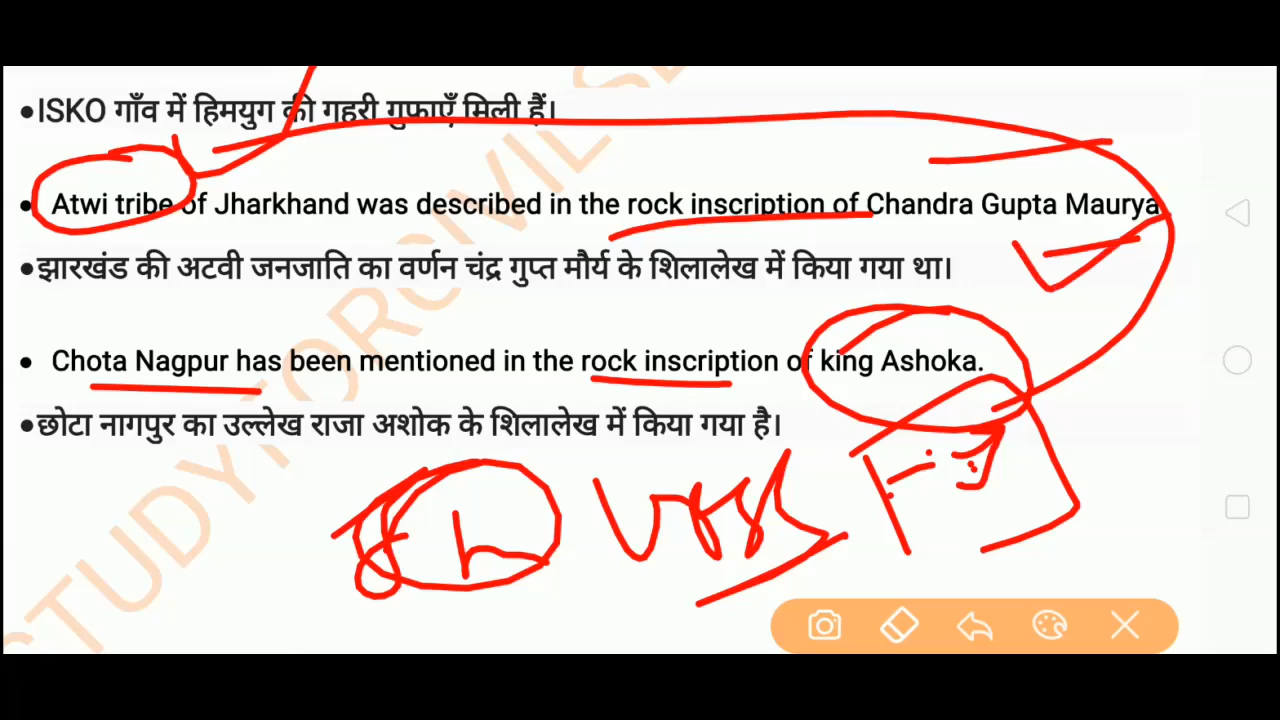 •ISKO गाँव में हिमयुग की गहरी गुफाएँ मिली हैं।
• Atwi tribe of Jharkhand was described in the rock inscription of Chandra Gupta Maurya.
•झारखंड की अटवी जनजाति का वर्णन चंद्र गुप्त मौर्य के शिलालेख में किया गया था।
• Chota Nagpur has been mentioned in the rock inscription of king Ashoka.
•छोटा नागपुर का उल्लेख राजा अशोक के शिलालेख में किया गया है।